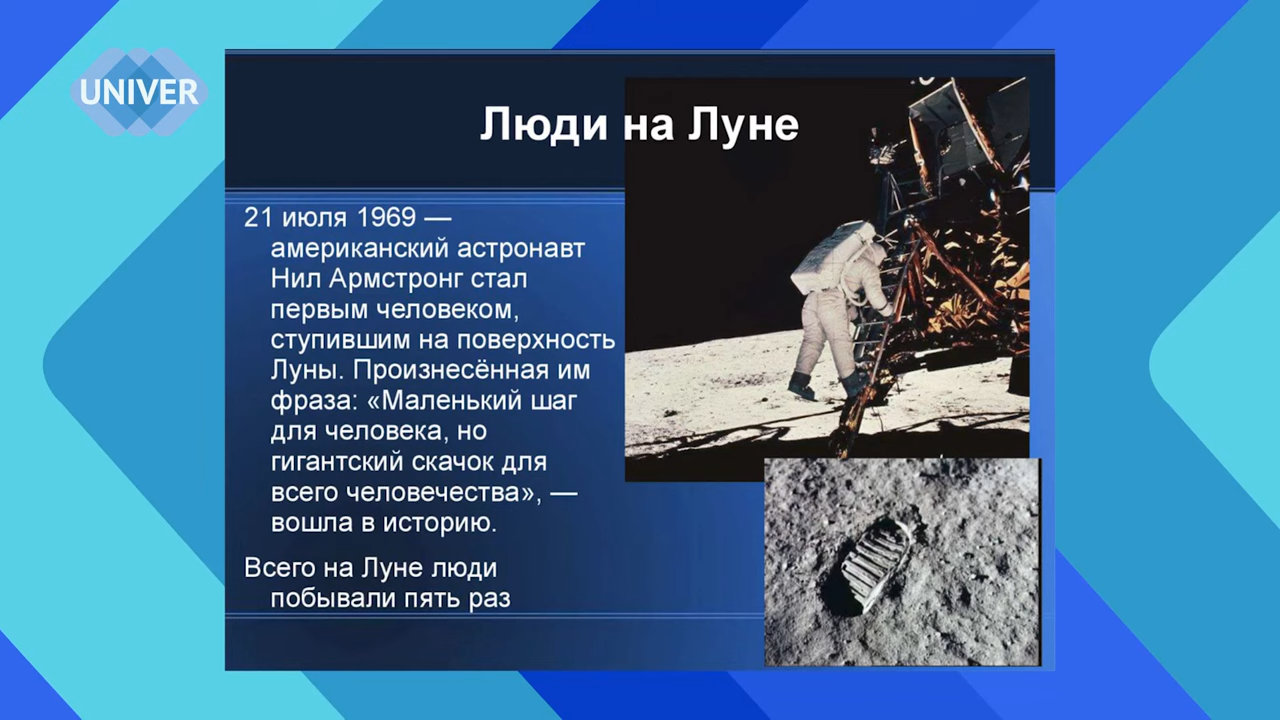 UNIVER
Люди на Луне
21 июля 1969 —
американский астронавт
Нил Армстронг стал
первым человеком,
ступившим на поверхность
Луны. Произнесённая им
фраза: «Маленький шаг
для человека, но
гигантский скачок для
всего человечества», —
вошла в историю.
Всего на Луне люди
побывали пять раз